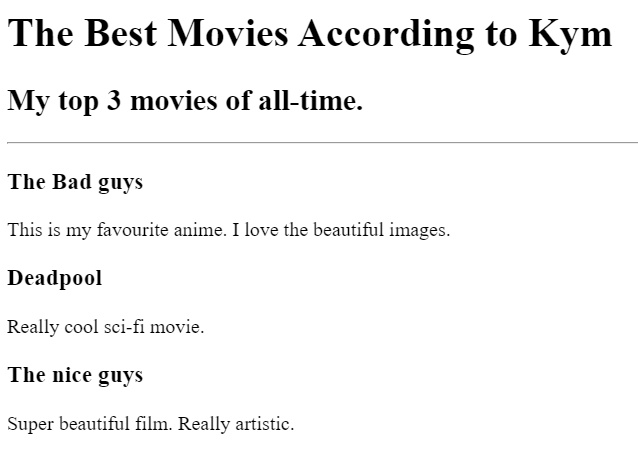 The Best Movies According to Kym
My top 3 movies of all-time.
The Bad guys
This is my favourite anime. I love the beautiful images.
Deadpool
Really cool sci-fi movie.
The nice guys
Super beautiful film. Really artistic.